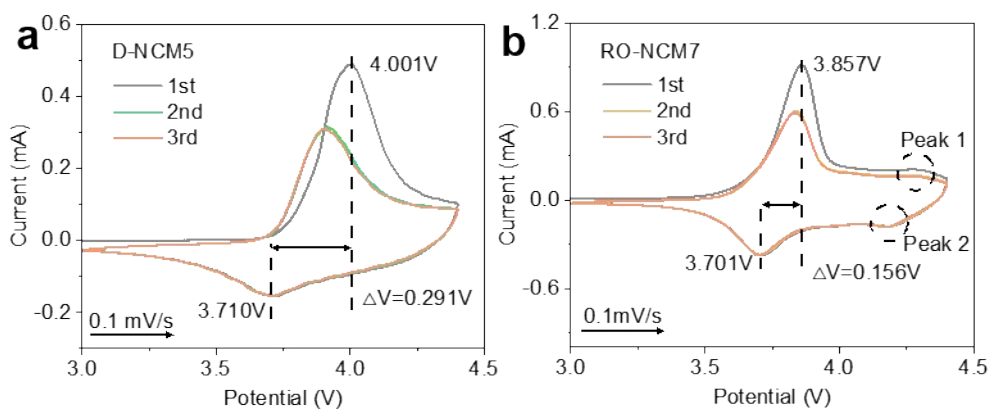 a
D-NCM5
1st
2nd
3rd
4.001V
3.710V
△V=0.291V
0.1 mV/s
Current (mA)
0.6
0.4
0.2
0.0
-0.2
3.0
3.5
4.0
4.5
Potential (V)
b
RO-NCM7
1st
2nd
3rd
3.857V
Peak 1
Peak 2
3.701V
△V=0.156V
0.1mV/s
Current (mA)
1.2
0.6
0.0
-0.6
3.0
3.5
4.0
4.5
Potential (V)